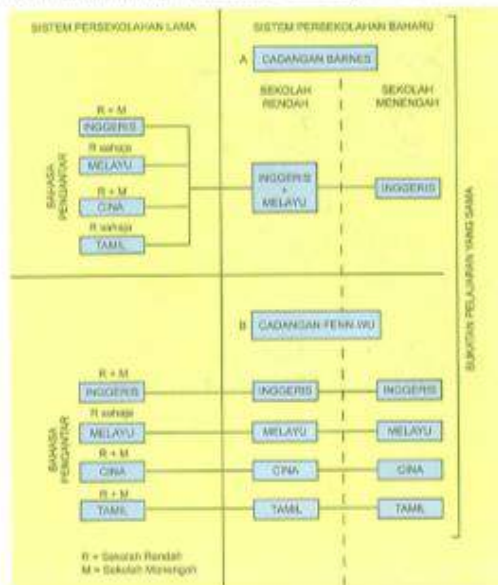 SISTEM PERSEKOLAHAN LAMA
SISTEM PERSEKOLAHAN BAHARU
A CADANGAN BARNES
SEKOLAH RENDAH
SEKOLAH MENENGAH
BAHASA PENGANTAR
R + M
INGGERIS
R sahaja
MELAYU
R + M
CINA
R sahaja
TAMIL
INGGERIS
+
MELAYU
INGGERIS
SUKATAN PELAJARAN YANG SAMA
B CADANGAN FENN-WU
BAHASA PENGANTAR
R + M
INGGERIS INGGERIS INGGERIS
R sahaja
MELAYU MELAYU MELAYU
R + M
CINA CINA CINA
R + M
TAMIL TAMIL TAMIL
R = Sekolah Rendah
M = Sekolah Menengah